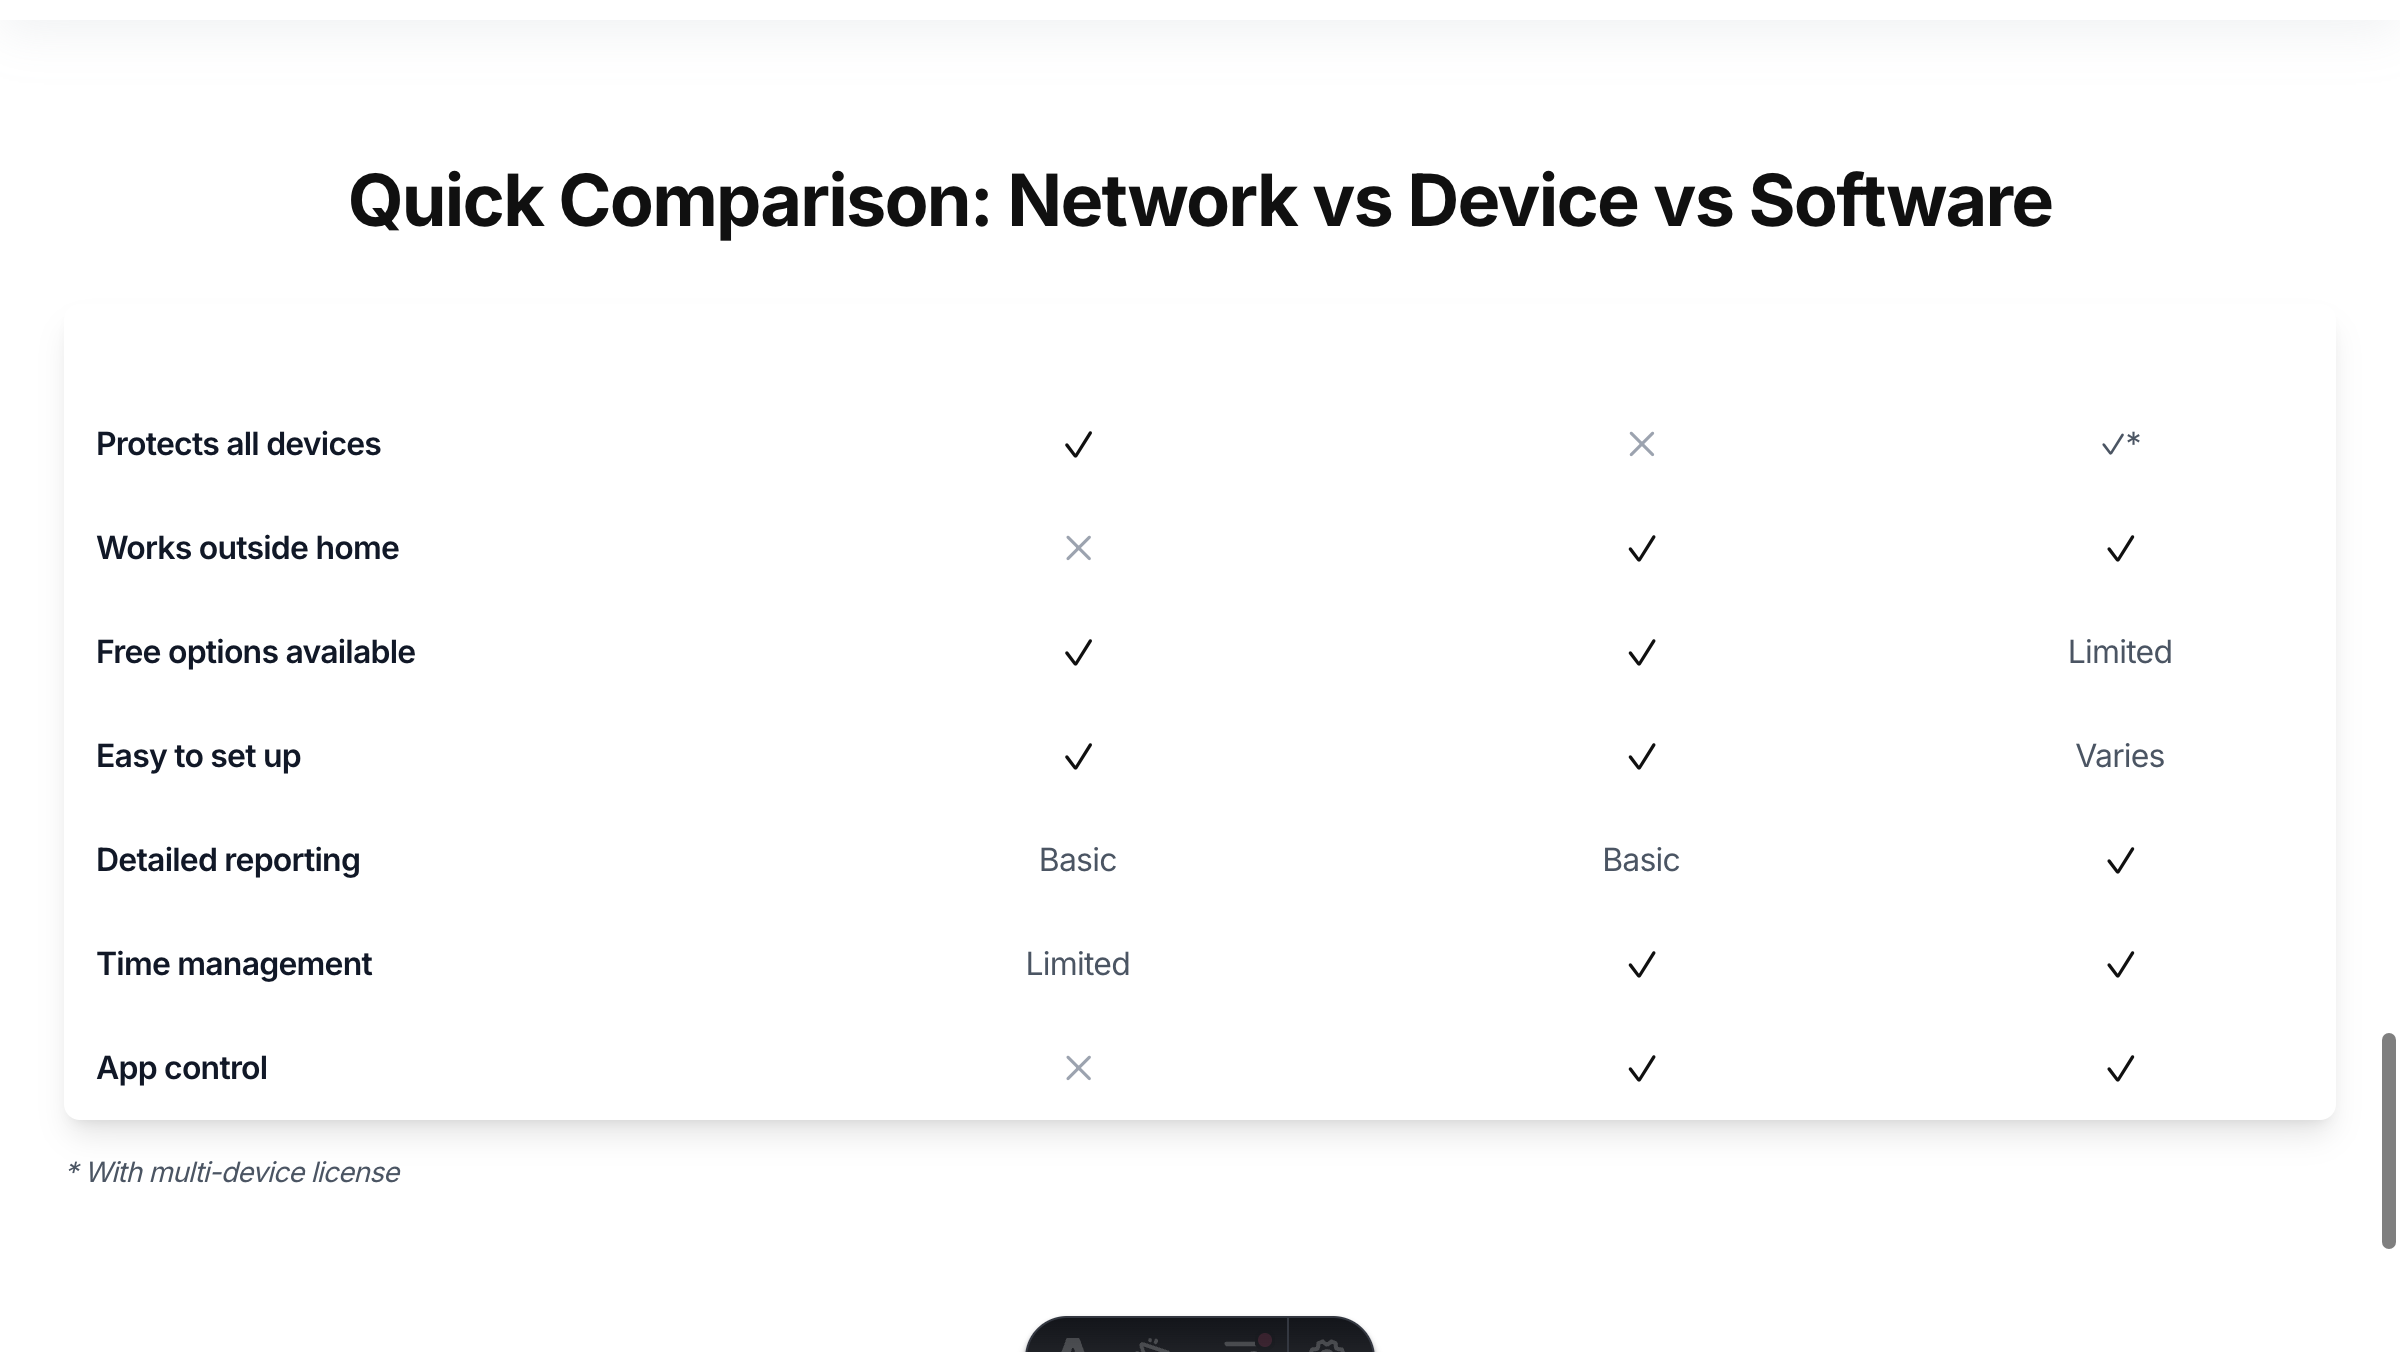 Quick Comparison: Network vs Device vs Software
Protects all devices ✓ ✕ ✓*
Works outside home ✕ ✓ ✓
Free options available ✓ ✓ Limited
Easy to set up ✓ ✓ Varies
Detailed reporting Basic Basic ✓
Time management Limited ✓ ✓
App control ✕ ✓ ✓
* With multi-device license